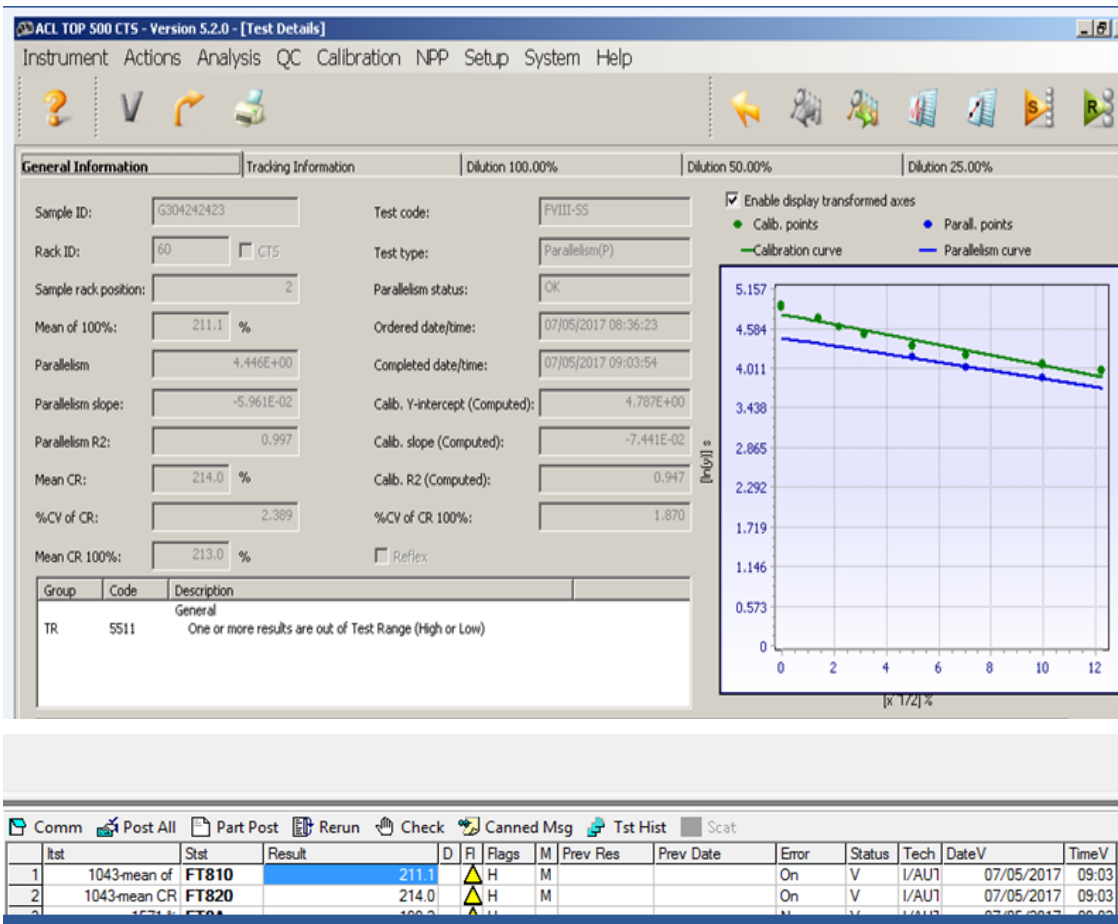 ACL TOP 500 CTS - Version 5.2.0 - [Test Details]
Instrument Actions Analysis QC Calibration NPP Setup System Help
S R
General Information Tracking Information Dilution 100.00% Dilution 50.00% Dilution 25.00%
Sample ID: G304242423 Test code: FVIII-SS
Enable display transformed axes
Calib. points Parall. points
Calibration curve Parallelism curve
Rack ID: 60 CTS Test type: Parallelism(P)
Sample rack position: 2 Parallelism status: OK
Mean of 100%: 211.1 % Ordered date/time: 07/05/2017 08:36:23
Parallelism 4.446E+00 Completed date/time: 07/05/2017 09:03:54
Parallelism slope: -5.961E-02 Calib. Y-intercept (Computed): 4.787E+00
Parallelism R2: 0.997 Calib. slope (Computed): -7.441E-02
Mean CR: 214.0 % Calib. R2 (Computed): 0.947
%CV of CR: 2.389 %CV of CR 100%: 1.870
Mean CR 100%: 213.0 % Reflex
Group Code Description
General
TR 5511 One or more results are out of Test Range (High or Low)
5.157
4.584
4.011
3.438
2.865
2.292
1.719
1.146
0.573
0
[ln(y)] s
0 2 4 6 8 10 12
[x^1/2] %
Comm Post All Part Post Rerun Check Canned Msg Tst Hist Scat
Itst Stst Result D Fl Flags M Prev Res Prev Date Error Status Tech DateV TimeV
1 1043-mean of FT810 211.1 H M On V I/AUT 07/05/2017 09:03
2 1043-mean CR FT820 214.0 H M On V I/AUT 07/05/2017 09:03